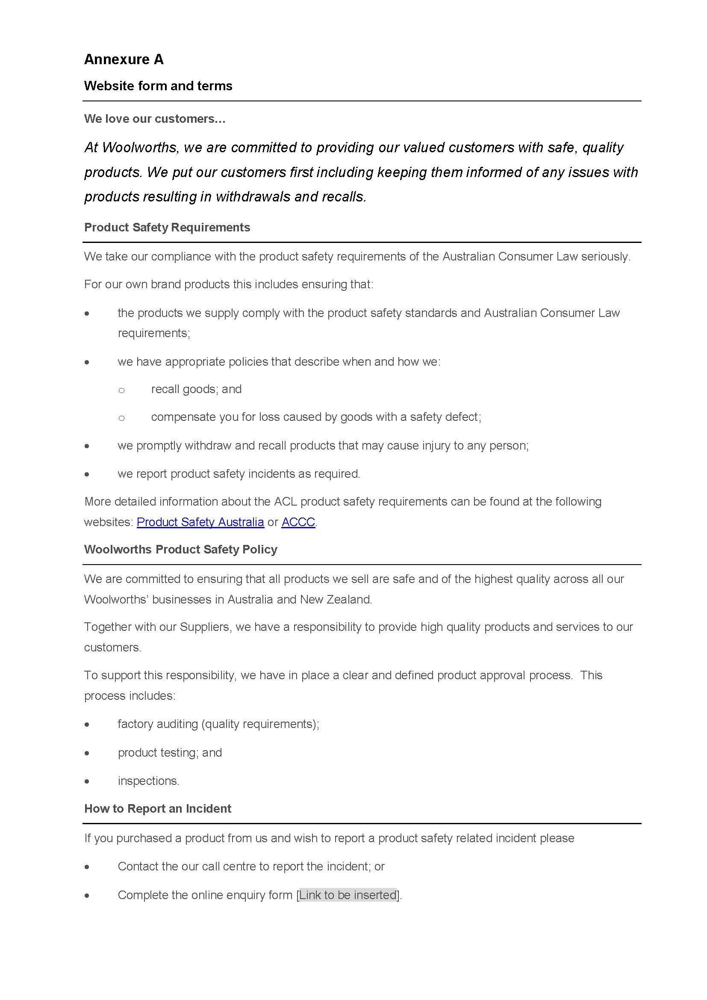 Annexure A
Website form and terms
We love our customers…
At Woolworths, we are committed to providing our valued customers with safe, quality
products. We put our customers first including keeping them informed of any issues with
products resulting in withdrawals and recalls.
Product Safety Requirements
We take our compliance with the product safety requirements of the Australian Consumer Law seriously.
For our own brand products this includes ensuring that:
• the products we supply comply with the product safety standards and Australian Consumer Law
requirements;
• we have appropriate policies that describe when and how we:
o recall goods; and
o compensate you for loss caused by goods with a safety defect;
• we promptly withdraw and recall products that may cause injury to any person;
• we report product safety incidents as required.
More detailed information about the ACL product safety requirements can be found at the following
websites: Product Safety Australia or ACCC.
Woolworths Product Safety Policy
We are committed to ensuring that all products we sell are safe and of the highest quality across all our
Woolworths’ businesses in Australia and New Zealand.
Together with our Suppliers, we have a responsibility to provide high quality products and services to our
customers.
To support this responsibility, we have in place a clear and defined product approval process.  This
process includes:
• factory auditing (quality requirements);
• product testing; and
• inspections.
How to Report an Incident
If you purchased a product from us and wish to report a product safety related incident please
• Contact the our call centre to report the incident; or
• Complete the online enquiry form [Link to be inserted].